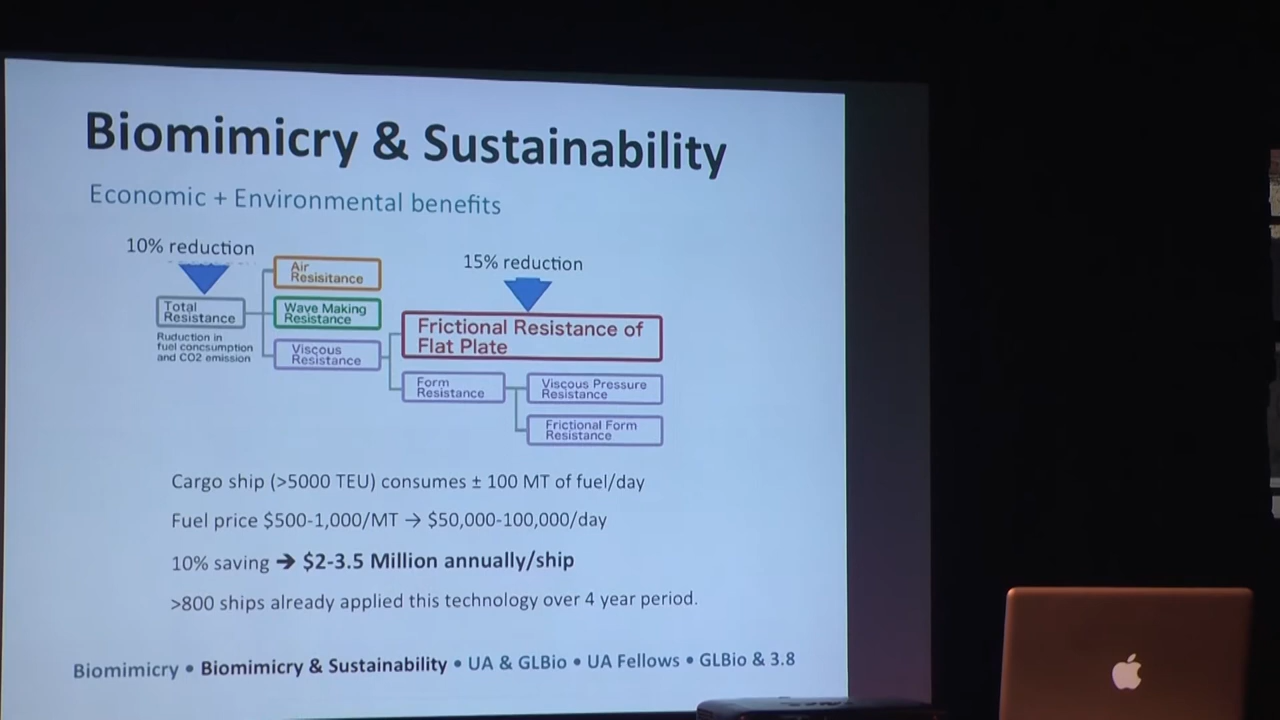 Biomimicry & Sustainability
Economic + Environmental benefits
10% reduction
15% reduction
Total
Resistance
Ruduction in
fuel concsumption
and CO2 emission
Air
Resisitance
Wave Making
Resistance
Viscous
Resistance
Frictional Resistance of
Flat Plate
Form
Resistance
Viscous Pressure
Resistance
Frictional Form
Resistance
Cargo ship (>5000 TEU) consumes ± 100 MT of fuel/day
Fuel price $500-1,000/MT → $50,000-100,000/day
10% saving ➔ $2-3.5 Million annually/ship
>800 ships already applied this technology over 4 year period.
Biomimicry • Biomimicry & Sustainability • UA & GLBio • UA Fellows • GLBio & 3.8